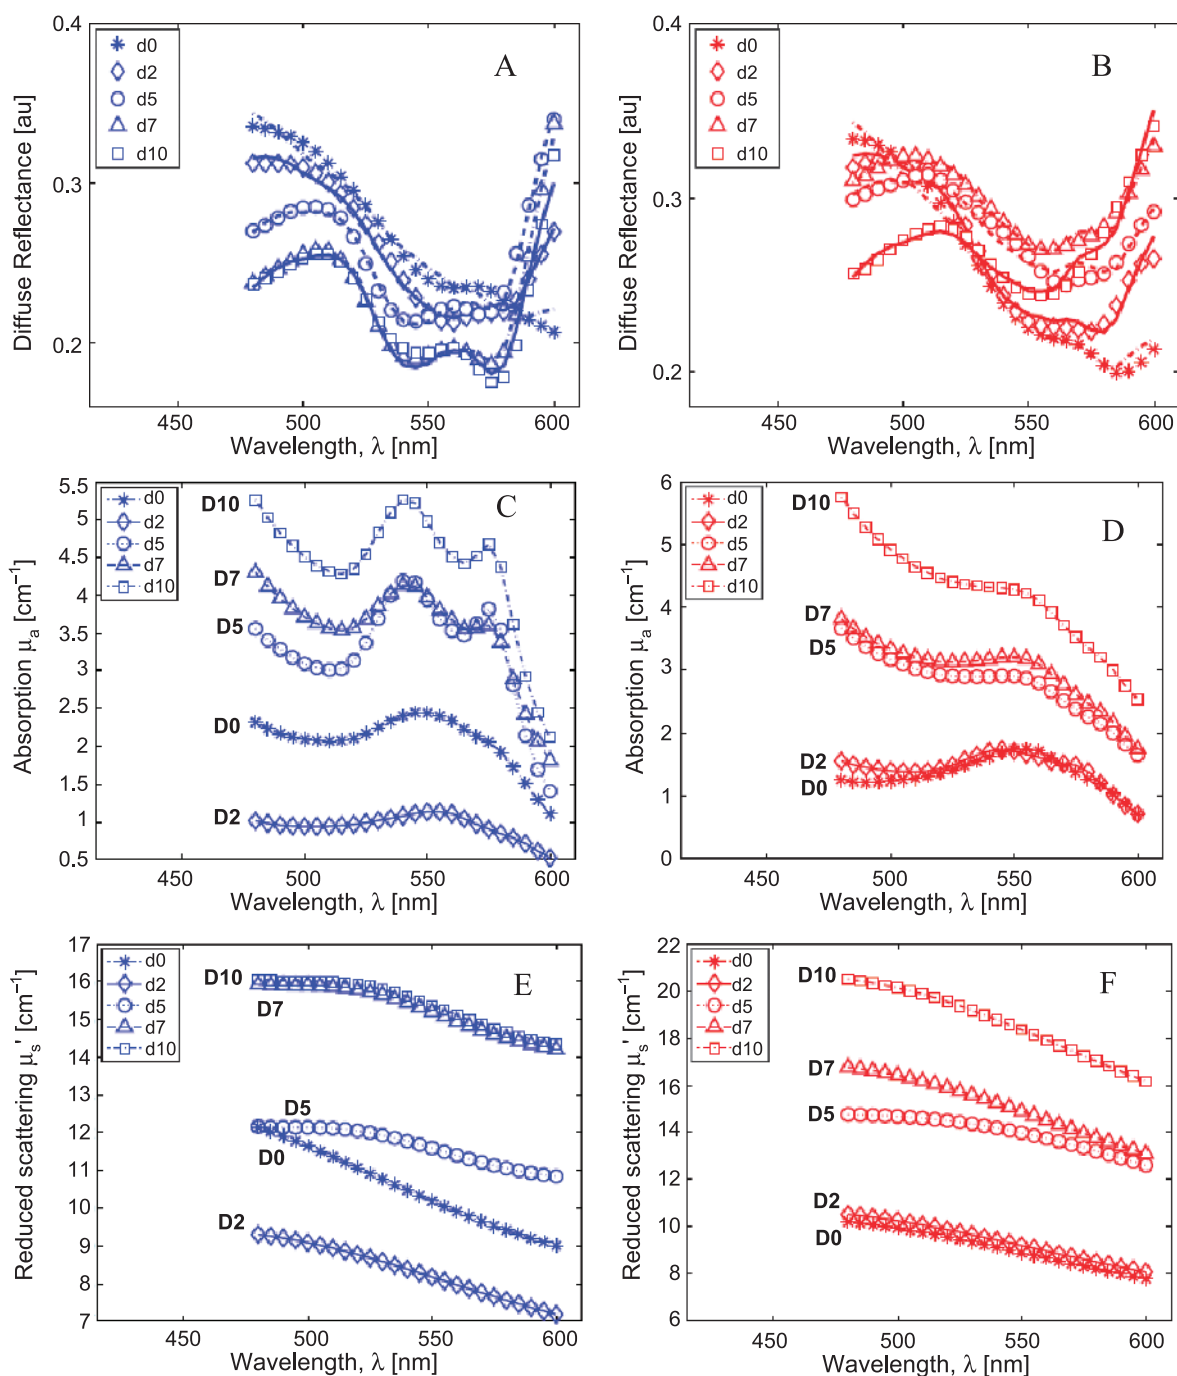 A
Diffuse Reflectance [au]
0.4
0.3
0.2
d0
d2
d5
d7
d10
450
500
550
600
Wavelength, λ [nm]
B
Diffuse Reflectance [au]
0.4
0.3
0.2
d0
d2
d5
d7
d10
450
500
550
600
Wavelength, λ [nm]
C
Absorption μa [cm⁻¹]
5.5
5
4.5
4
3.5
3
2.5
2
1.5
1
0.5
d0
d2
d5
d7
d10
D10
D7
D5
D0
D2
450
500
550
600
Wavelength, λ [nm]
D
Absorption μa [cm⁻¹]
6
5
4
3
2
1
0
d0
d2
d5
d7
d10
D10
D7
D5
D2
D0
450
500
550
600
Wavelength, λ [nm]
E
Reduced scattering μs' [cm⁻¹]
17
16
15
14
13
12
11
10
9
8
7
d0
d2
d5
d7
d10
D10
D7
D5
D0
D2
450
500
550
600
Wavelength, λ [nm]
F
Reduced scattering μs' [cm⁻¹]
22
20
18
16
14
12
10
8
6
d0
d2
d5
d7
d10
D10
D7
D5
D2
D0
450
500
550
600
Wavelength, λ [nm]